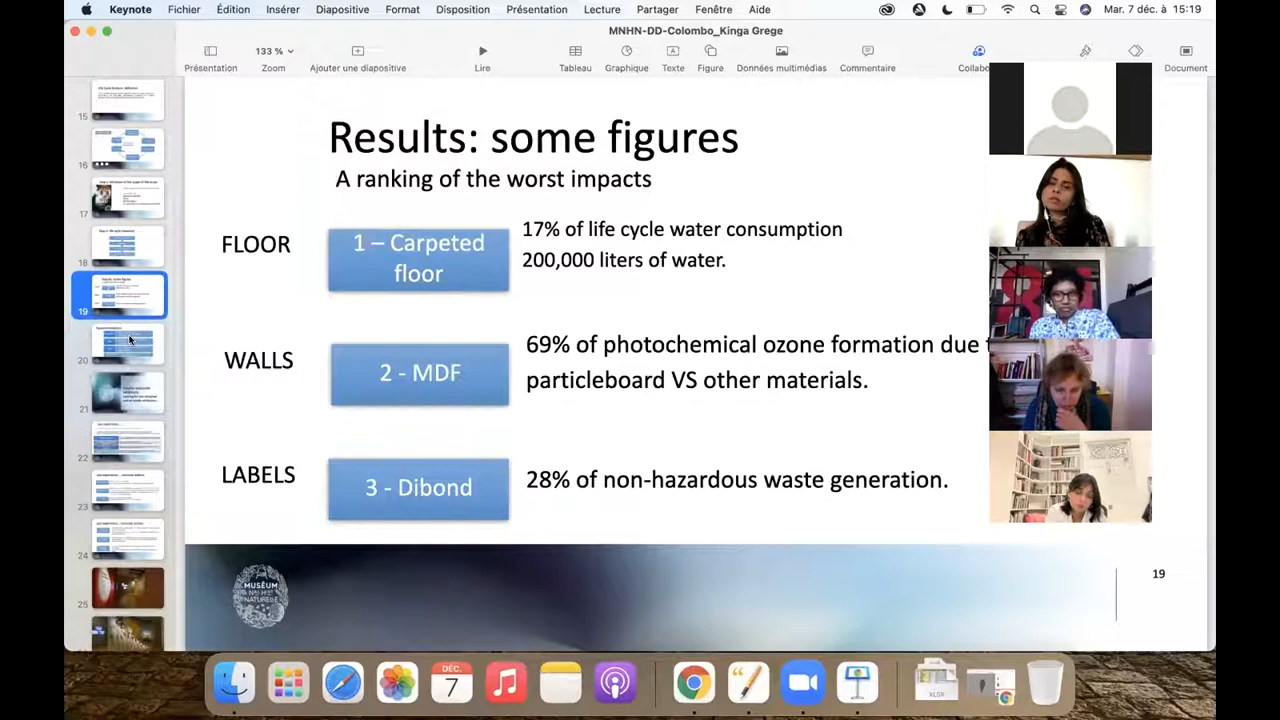 Keynote Fichier Édition Insérer Diapositive Format Disposition Présentation Lecture Partager Fenêtre Aide Mar. 7 déc. à 15:19
MNHN-DD-Colombo_Kinga Grege
133 %
Présentation Zoom Ajouter une diapositive Lire Tableau Graphique Texte Figure Données multimédias Commentaire Collabo Document
15
16
17
18
19
20
21
22
23
24
25
Results: some figures
A ranking of the worst impacts
FLOOR
1 – Carpeted
floor
17% of life cycle water consumption
200,000 liters of water.
WALLS
2 - MDF
69% of photochemical ozone formation due
particleboard VS other materials.
LABELS
3 - Dibond
28% of non-hazardous waste generation.
MUSÉUM
NAT HIST
NATURELLE
19
DÉC.
7
XLSX